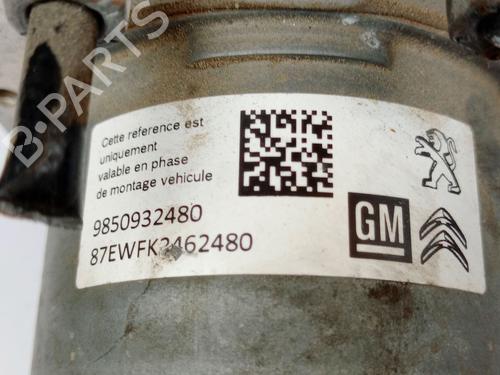 B-PARTS
Cette reference est
uniquement
valable en phase
de montage vehicule
9850932480
87EWFK2462480
GM